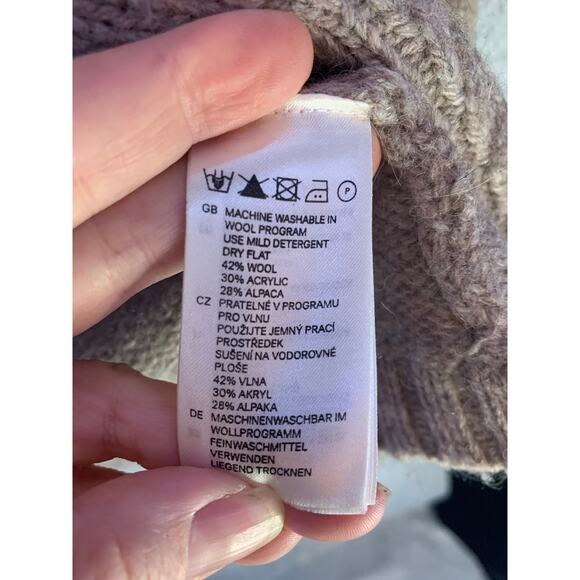 P
GB MACHINE WASHABLE IN
WOOL PROGRAM
USE MILD DETERGENT
DRY FLAT
42% WOOL
30% ACRYLIC
28% ALPACA
CZ PRATELNÉ V PROGRAMU
PRO VLNU
POUŽIJTE JEMNÝ PRACÍ
PROSTŘEDEK
SUŠENÍ NA VODOROVNÉ
PLOŠE
42% VLNA
30% AKRYL
28% ALPAKA
DE MASCHINENWASCHBAR IM
WOLLPROGRAMM
FEINWASCHMITTEL
VERWENDEN
LIEGEND TROCKNEN